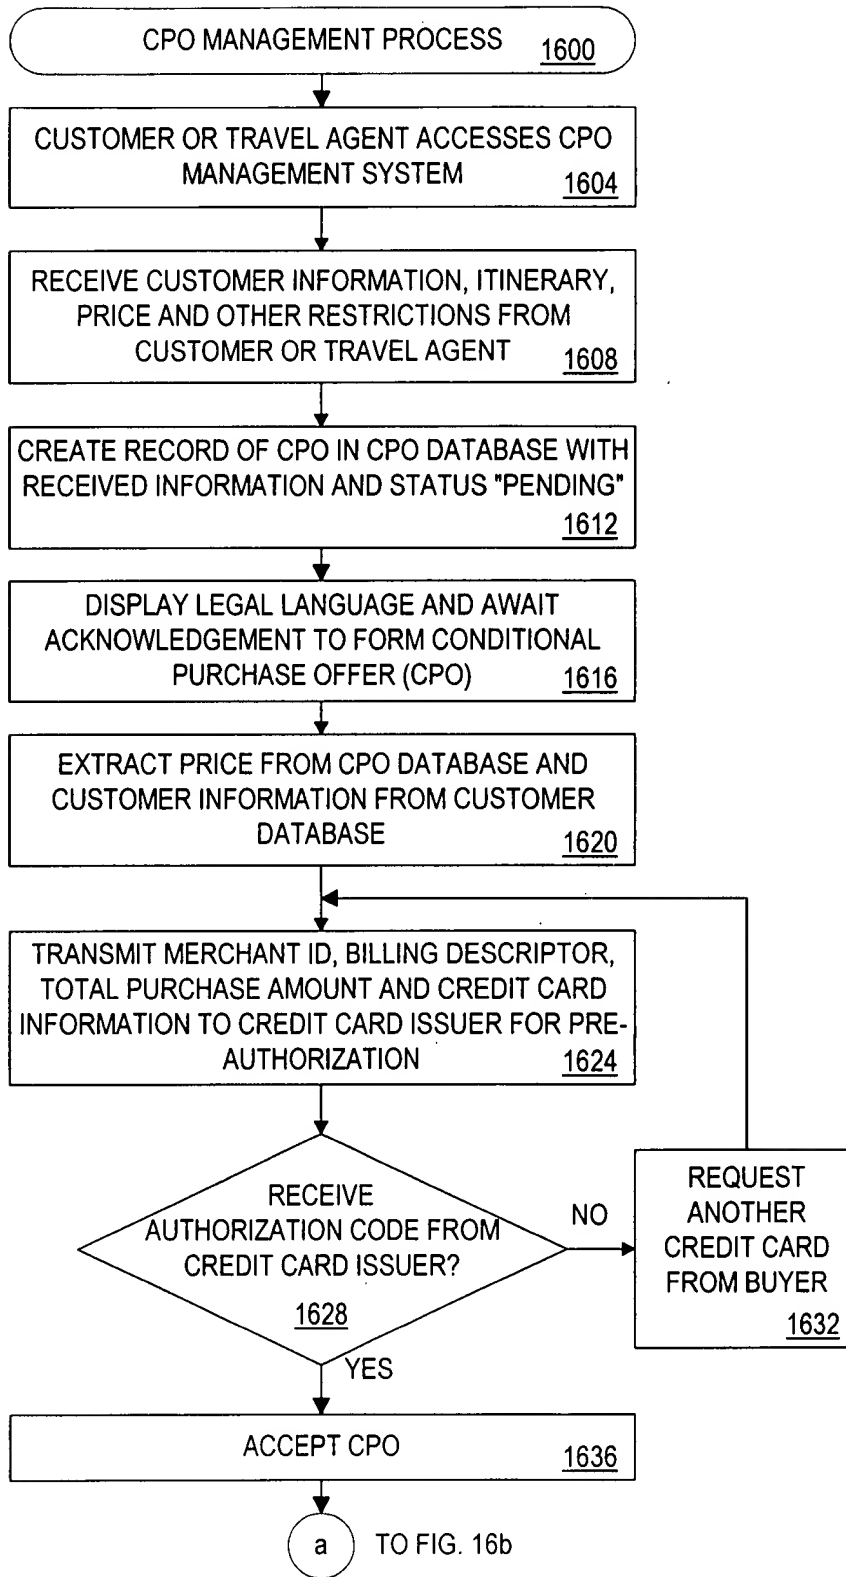 CPO MANAGEMENT PROCESS
1600
CUSTOMER OR TRAVEL AGENT ACCESSES CPO
MANAGEMENT SYSTEM
1604
RECEIVE CUSTOMER INFORMATION, ITINERARY,
PRICE AND OTHER RESTRICTIONS FROM
CUSTOMER OR TRAVEL AGENT
1608
CREATE RECORD OF CPO IN CPO DATABASE WITH
RECEIVED INFORMATION AND STATUS "PENDING"
1612
DISPLAY LEGAL LANGUAGE AND AWAIT
ACKNOWLEDGEMENT TO FORM CONDITIONAL
PURCHASE OFFER (CPO)
1616
EXTRACT PRICE FROM CPO DATABASE AND
CUSTOMER INFORMATION FROM CUSTOMER
DATABASE
1620
TRANSMIT MERCHANT ID, BILLING DESCRIPTOR,
TOTAL PURCHASE AMOUNT AND CREDIT CARD
INFORMATION TO CREDIT CARD ISSUER FOR PRE-
AUTHORIZATION
1624
RECEIVE
AUTHORIZATION CODE FROM
CREDIT CARD ISSUER?
1628
NO
REQUEST
ANOTHER
CREDIT CARD
FROM BUYER
1632
YES
ACCEPT CPO
1636
a
TO FIG. 16b